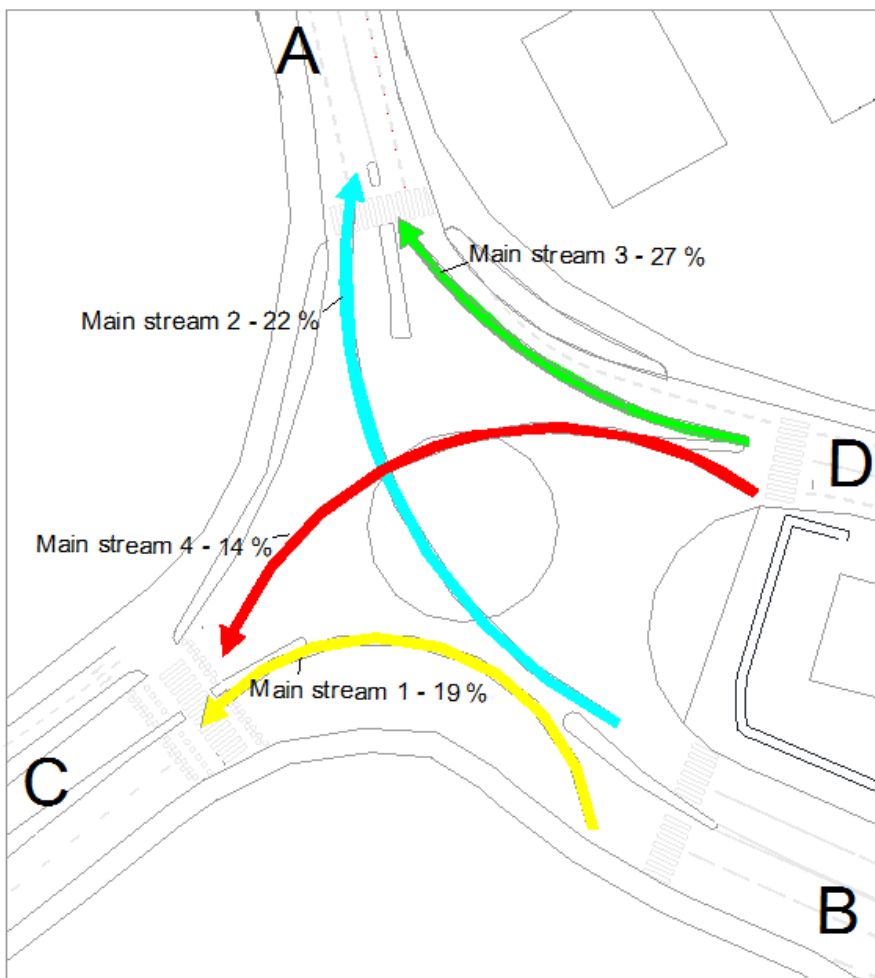 A
Main stream 3 - 27 %
Main stream 2 - 22 %
D
Main stream 4 - 14 %
Main stream 1 - 19 %
C
B